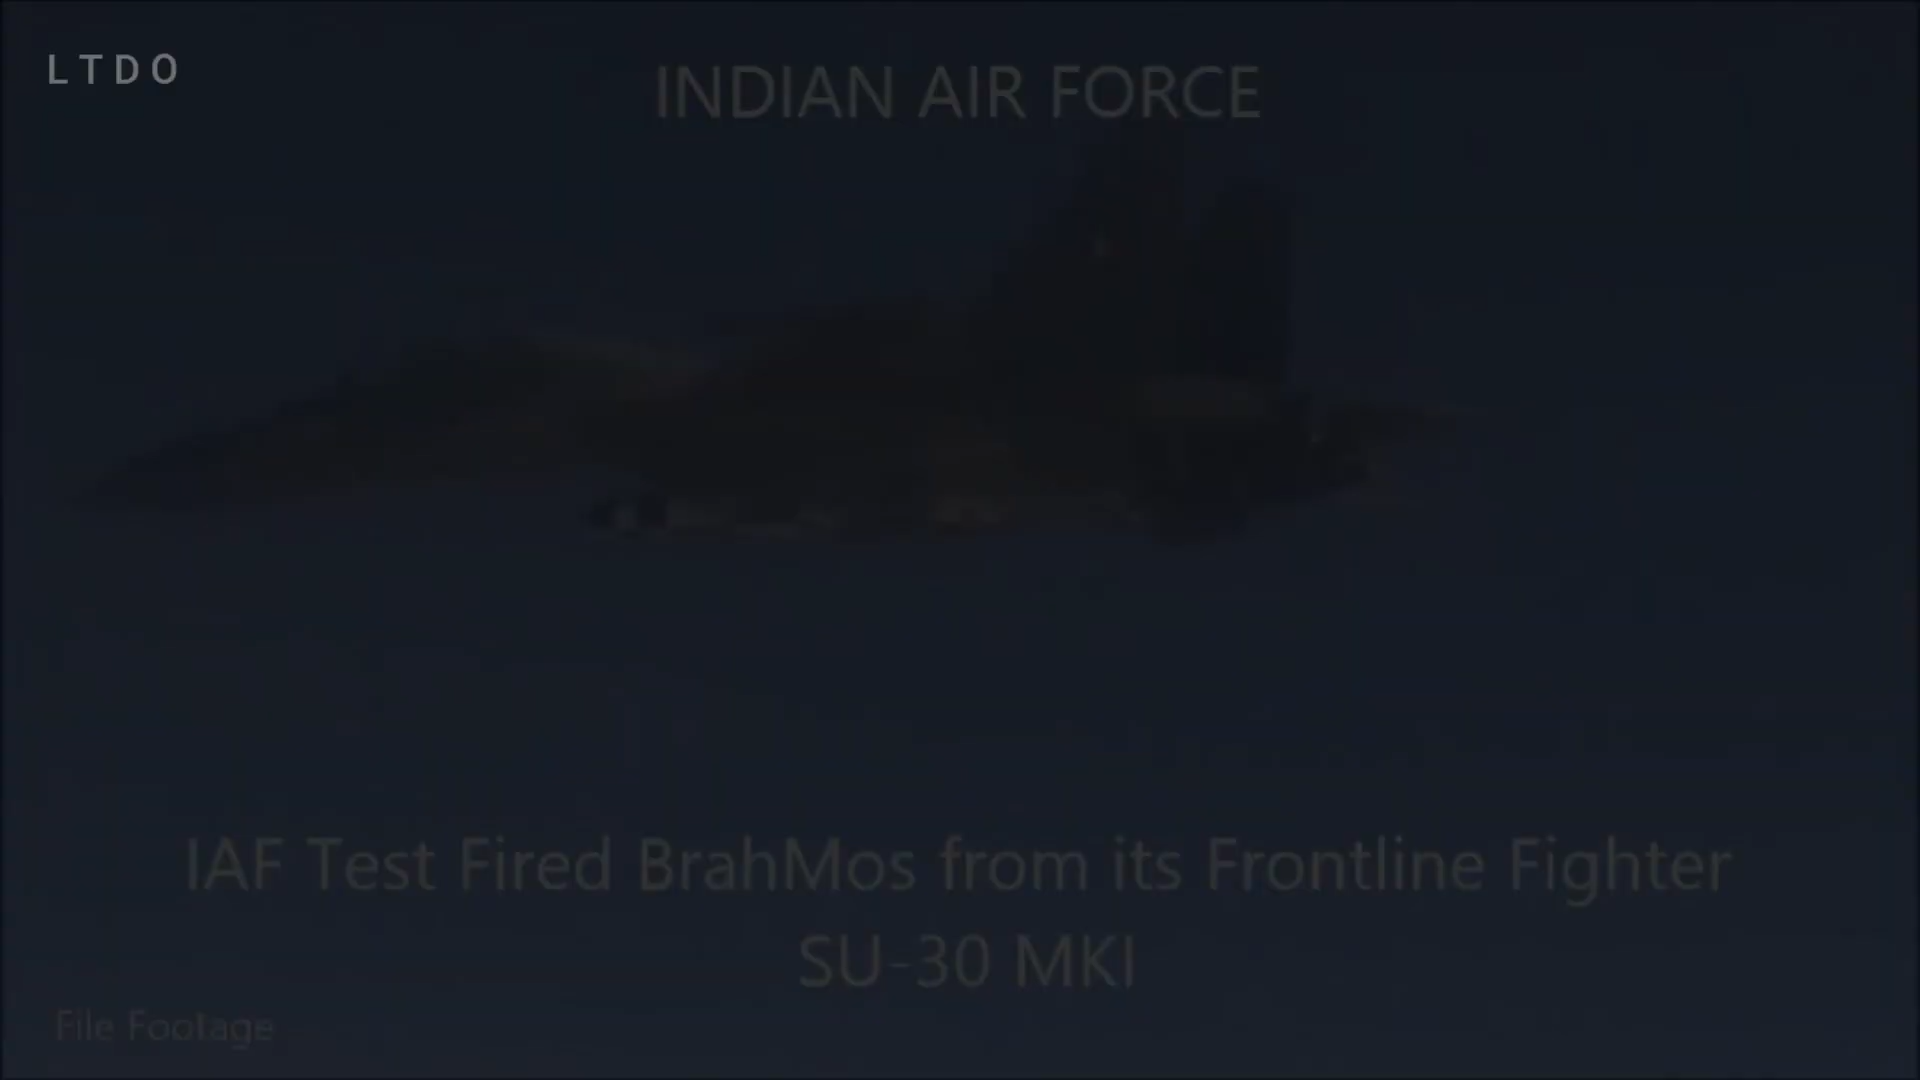 LTDO
INDIAN AIR FORCE
IAF Test Fired BrahMos from its Frontline Fighter
SU-30 MKI
File Footage